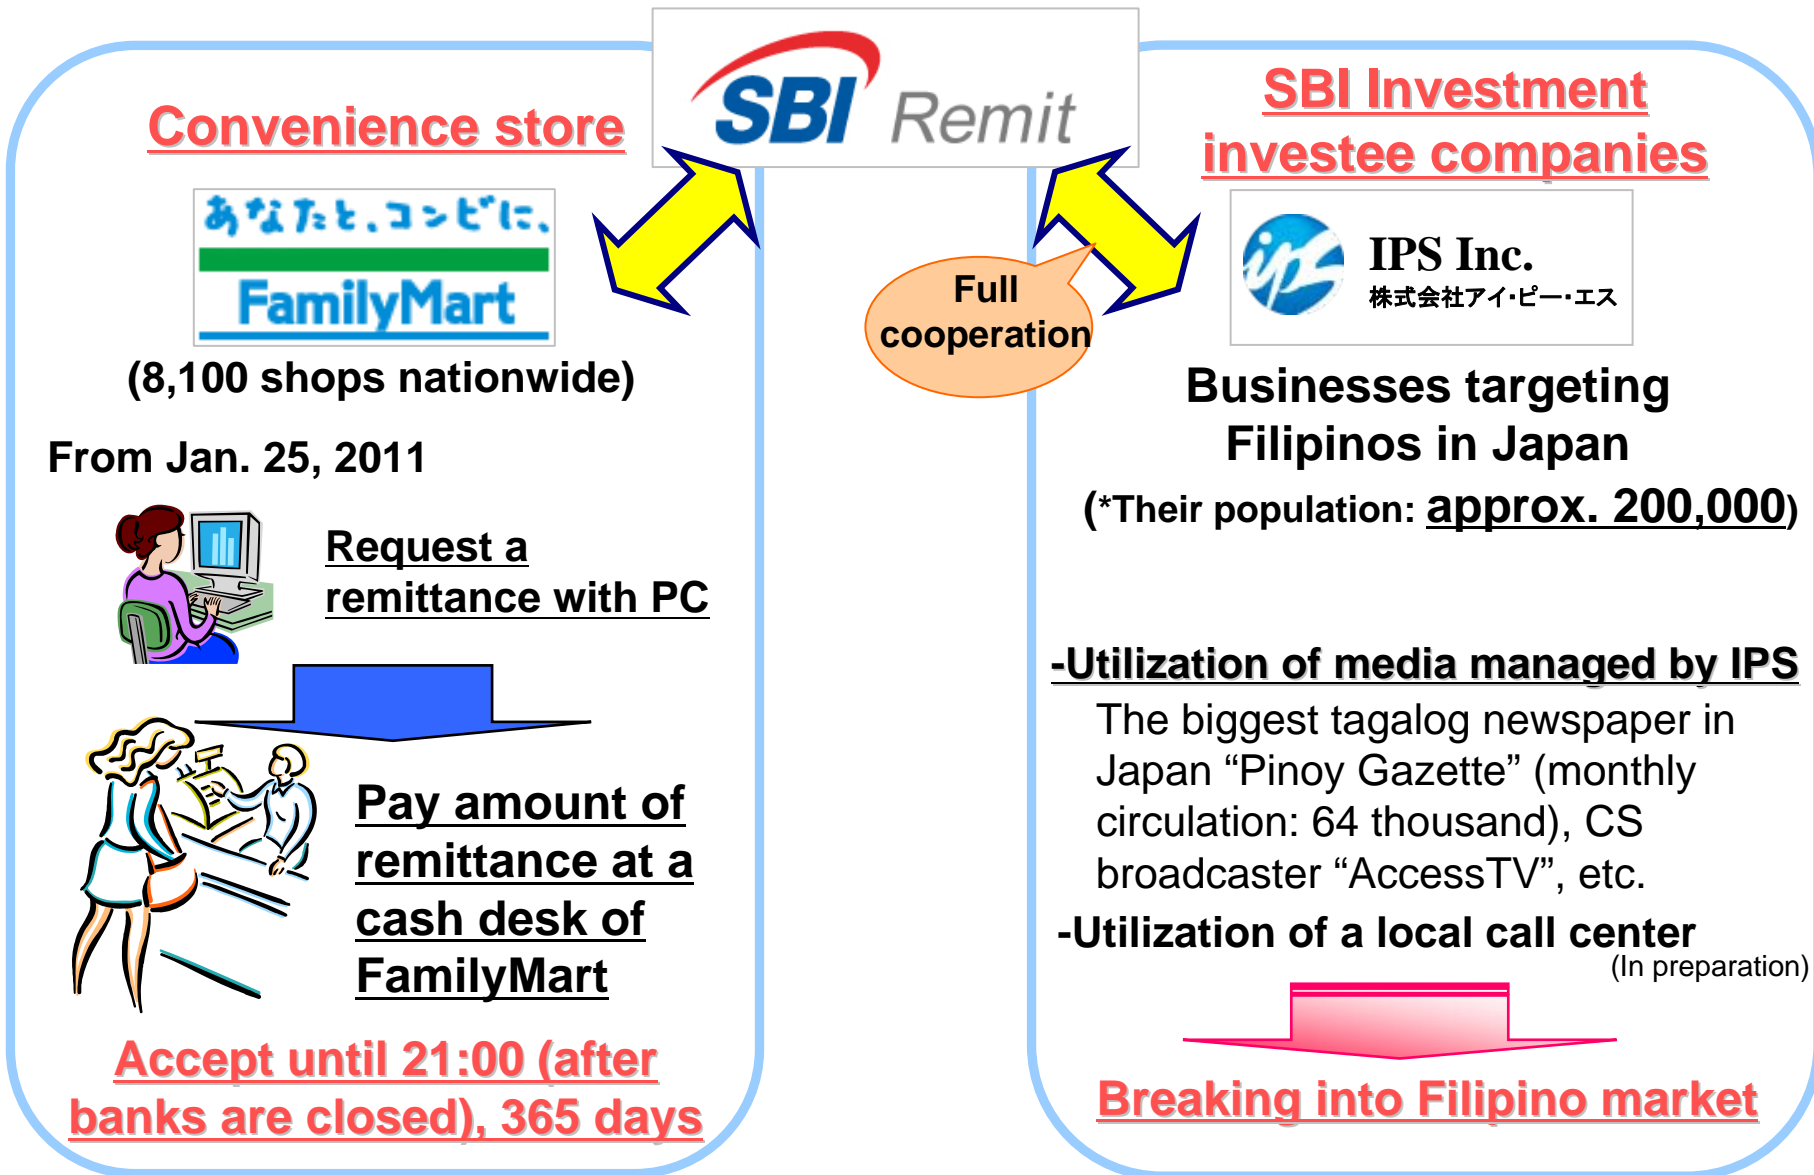 SBI Remit
Convenience store
あなたと、コンビに、
FamilyMart
(8,100 shops nationwide)
From Jan. 25, 2011
Request a
remittance with PC
Pay amount of
remittance at a
cash desk of
FamilyMart
Accept until 21:00 (after
banks are closed), 365 days
Full
cooperation
SBI Investment
investee companies
ips
IPS Inc.
株式会社アイ・ピー・エス
Businesses targeting
Filipinos in Japan
(*Their population: approx. 200,000)
-Utilization of media managed by IPS
The biggest tagalog newspaper in
Japan “Pinoy Gazette” (monthly
circulation: 64 thousand), CS
broadcaster “AccessTV”, etc.
-Utilization of a local call center
(In preparation)
Breaking into Filipino market